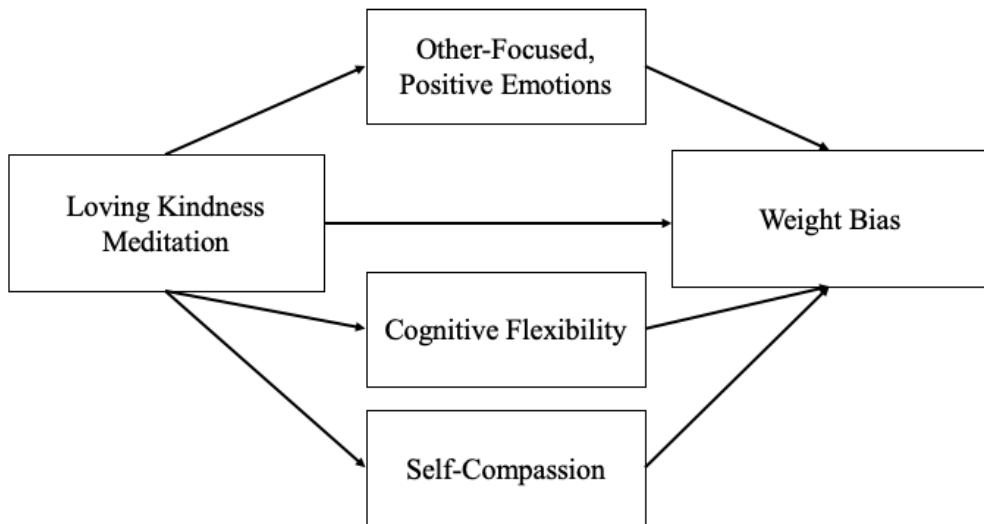 Other-Focused,
Positive Emotions
Loving Kindness
Meditation
Weight Bias
Cognitive Flexibility
Self-Compassion